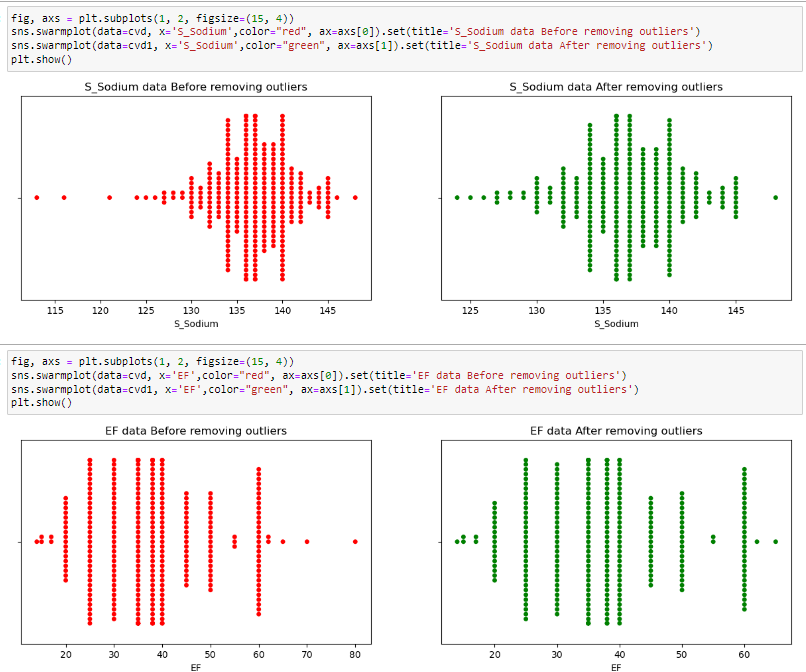 fig, axs = plt.subplots(1, 2, figsize=(15, 4))
sns.swarmplot(data=cvd, x='S_Sodium',color="red", ax=axs[0]).set(title='S_Sodium data Before removing outliers')
sns.swarmplot(data=cvd1, x='S_Sodium',color="green", ax=axs[1]).set(title='S_Sodium data After removing outliers')
plt.show()
S_Sodium data Before removing outliers
S_Sodium data After removing outliers
115 120 125 130 135 140 145
125 130 135 140 145
S_Sodium
S_Sodium
fig, axs = plt.subplots(1, 2, figsize=(15, 4))
sns.swarmplot(data=cvd, x='EF',color="red", ax=axs[0]).set(title='EF data Before removing outliers')
sns.swarmplot(data=cvd1, x='EF',color="green", ax=axs[1]).set(title='EF data After removing outliers')
plt.show()
EF data Before removing outliers
EF data After removing outliers
20 30 40 50 60 70 80
20 30 40 50 60
EF
EF